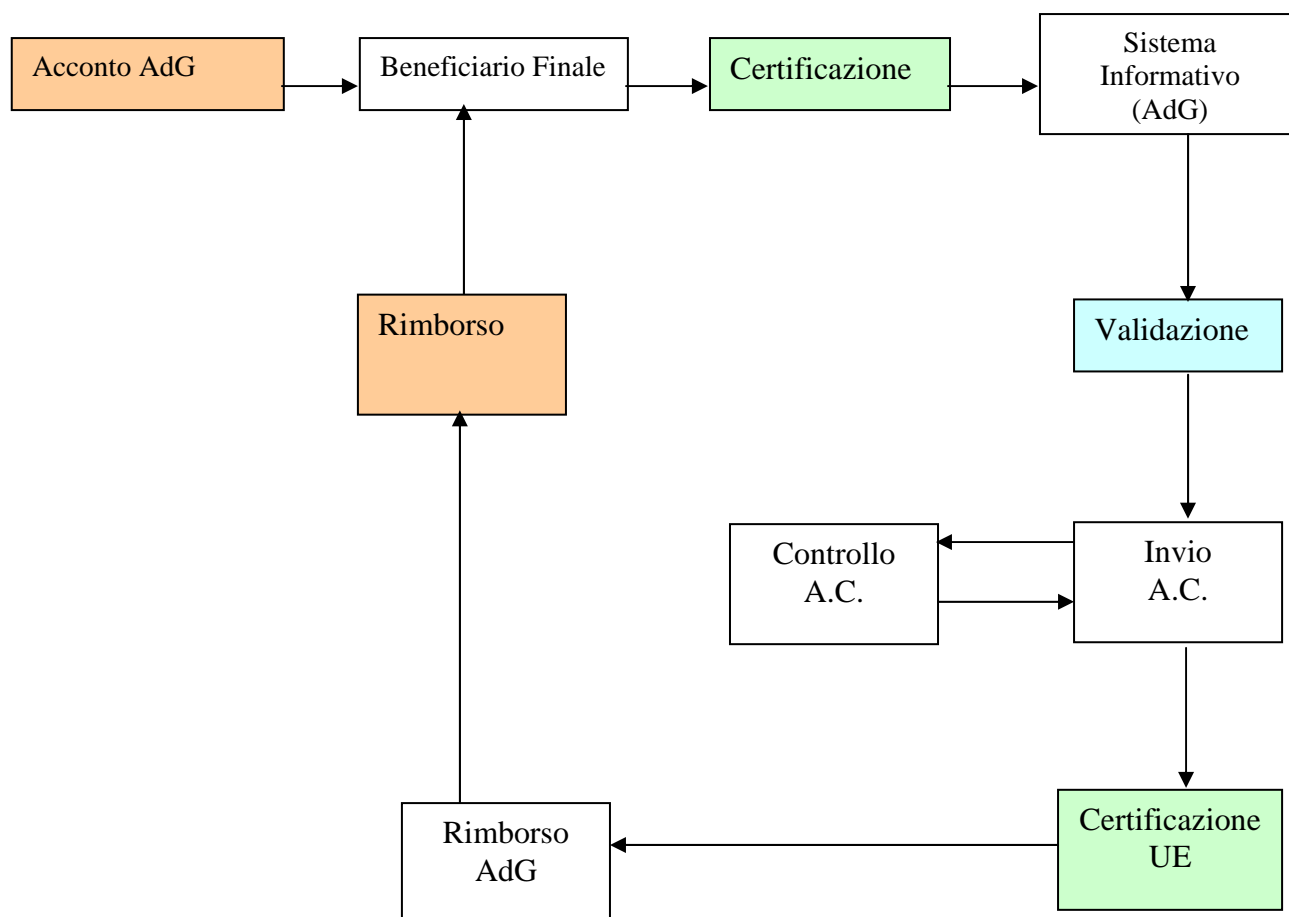 Acconto AdG
Beneficiario Finale
Certificazione
Sistema
Informativo
(AdG)
Rimborso
Validazione
Controllo
A.C.
Invio
A.C.
Rimborso
AdG
Certificazione
UE